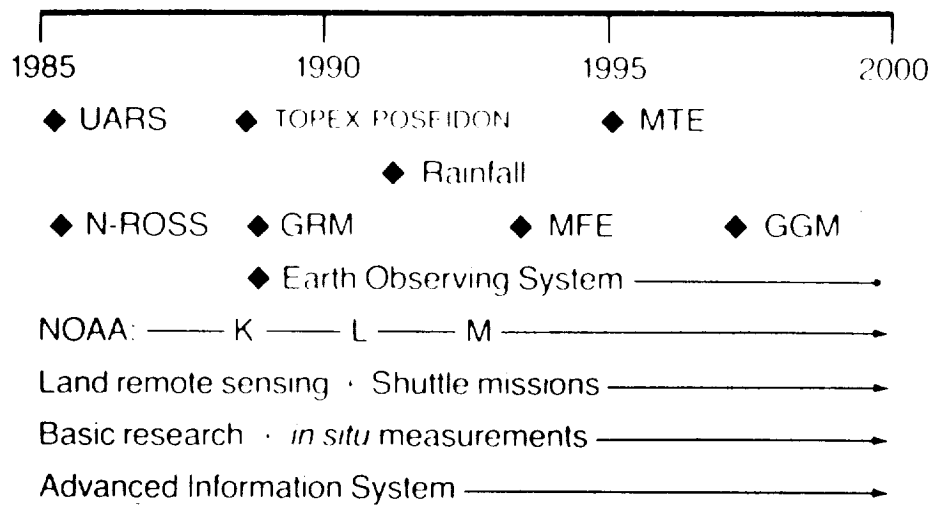 1985 1990 1995 2000
◆ UARS ◆ TOPEX POSEIDON ◆ MTE
◆ Rainfall
◆ N-ROSS ◆ GRM ◆ MFE ◆ GGM
◆ Earth Observing System
NOAA: K L M
Land remote sensing · Shuttle missions
Basic research · in situ measurements
Advanced Information System